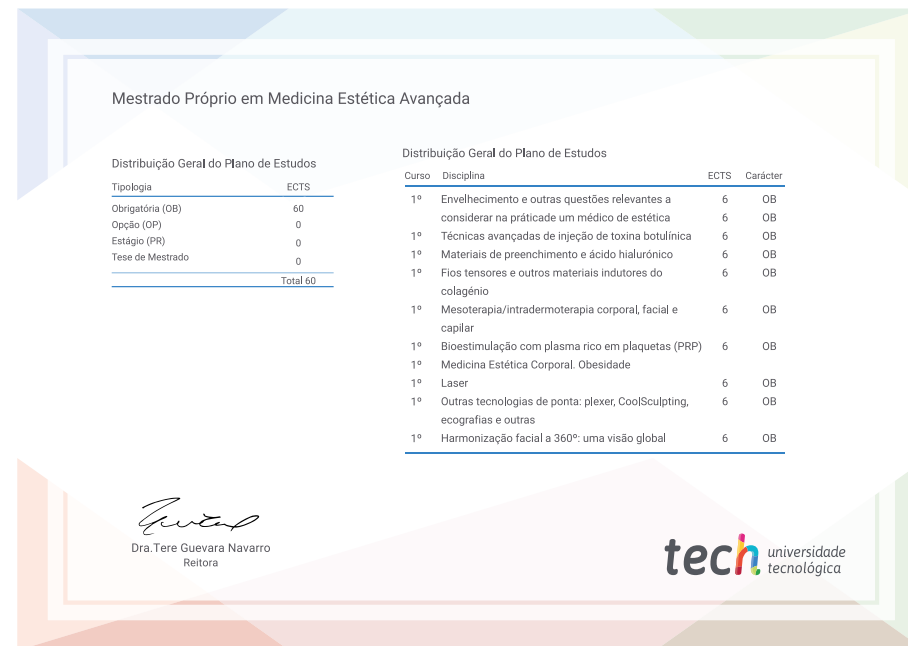 Mestrado Próprio em Medicina Estética Avançada
Distribuição Geral do Plano de Estudos
Tipologia ECTS
Obrigatória (OB) 60
Opção (OP) 0
Estágio (PR) 0
Tese de Mestrado 0
Total 60
Distribuição Geral do Plano de Estudos
Curso Disciplina ECTS Carácter
1º Envelhecimento e outras questões relevantes a 6 OB
considerar na práticade um médico de estética 6 OB
1º Técnicas avançadas de injeção de toxina botulínica 6 OB
1º Materiais de preenchimento e ácido hialurónico 6 OB
1º Fios tensores e outros materiais indutores do 6 OB
colagénio
1º Mesoterapia/intradermoterapia corporal, facial e 6 OB
capilar
1º Bioestimulação com plasma rico em plaquetas (PRP) 6 OB
1º Medicina Estética Corporal. Obesidade
1º Laser 6 OB
1º Outras tecnologias de ponta: plexer, CoolSculpting, 6 OB
ecografias e outras
1º Harmonização facial a 360º: uma visão global 6 OB
Dra.Tere Guevara Navarro
Reitora
tech universidade
tecnológica